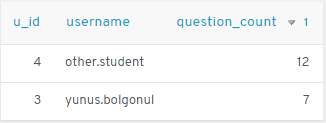 u_id username question_count 1
4 other.student 12
3 yunus.bolgonul 7